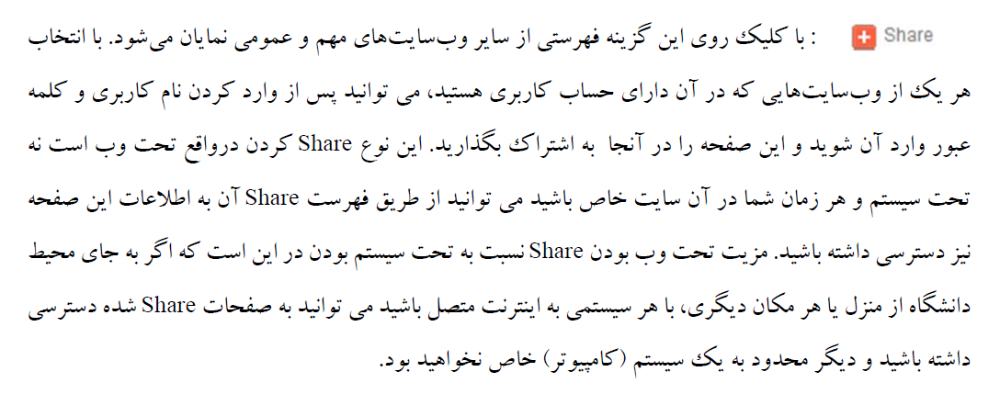 Share : با کلیک روی این گزینه فهرستی از سایر وب‌سایت‌های مهم و عمومی نمایان می‌شود. با انتخاب
هر یک از وب‌سایت‌هایی که در آن دارای حساب کاربری هستید، می توانید پس از وارد کردن نام کاربری و کلمه
عبور وارد آن شوید و این صفحه را در آنجا به اشتراک بگذارید. این نوع Share کردن درواقع تحت وب است نه
تحت سیستم و هر زمان شما در آن سایت خاص باشید می توانید از طریق فهرست Share آن به اطلاعات این صفحه
نیز دسترسی داشته باشید. مزیت تحت وب بودن Share نسبت به تحت سیستم بودن در این است که اگر به جای محیط
دانشگاه از منزل یا هر مکان دیگری، با هر سیستمی به اینترنت متصل باشید می توانید به صفحات Share شده دسترسی
داشته باشید و دیگر محدود به یک سیستم (کامپیوتر) خاص نخواهید بود.